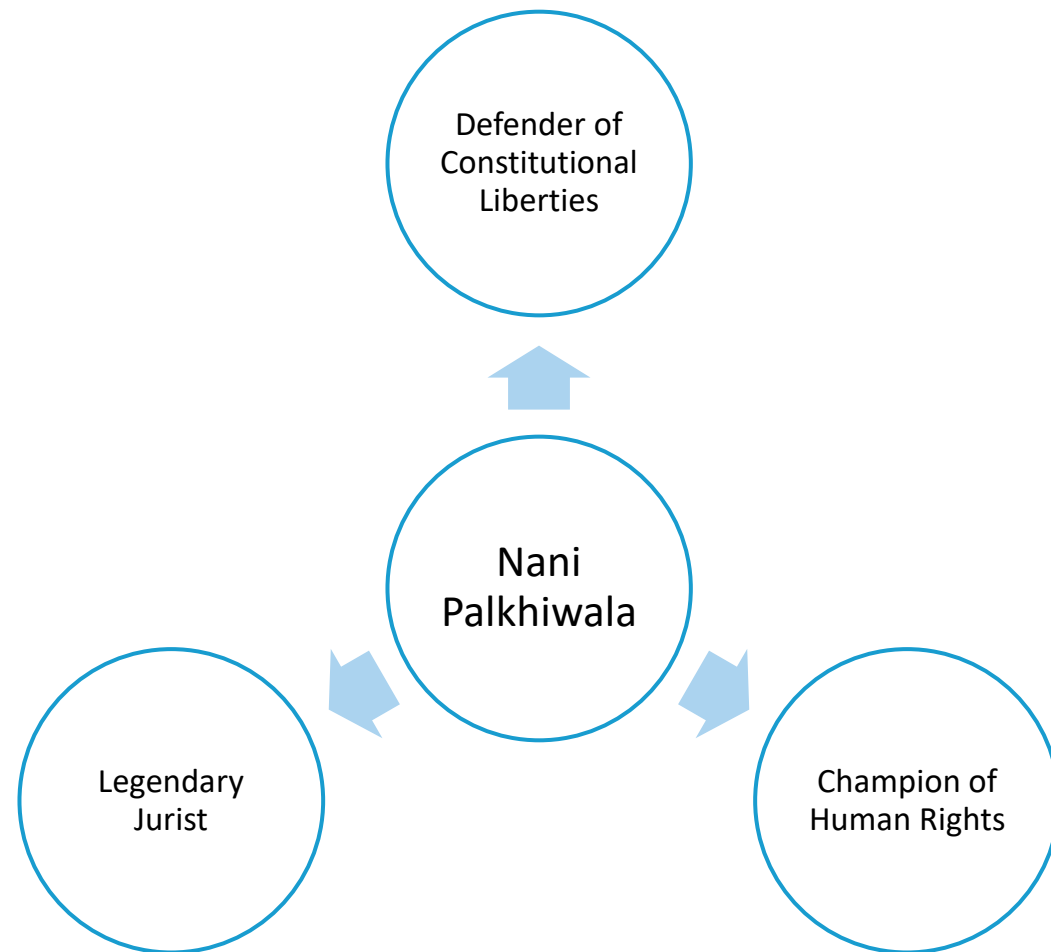 Defender of
Constitutional
Liberties
Nani
Palkhiwala
Legendary
Jurist
Champion of
Human Rights